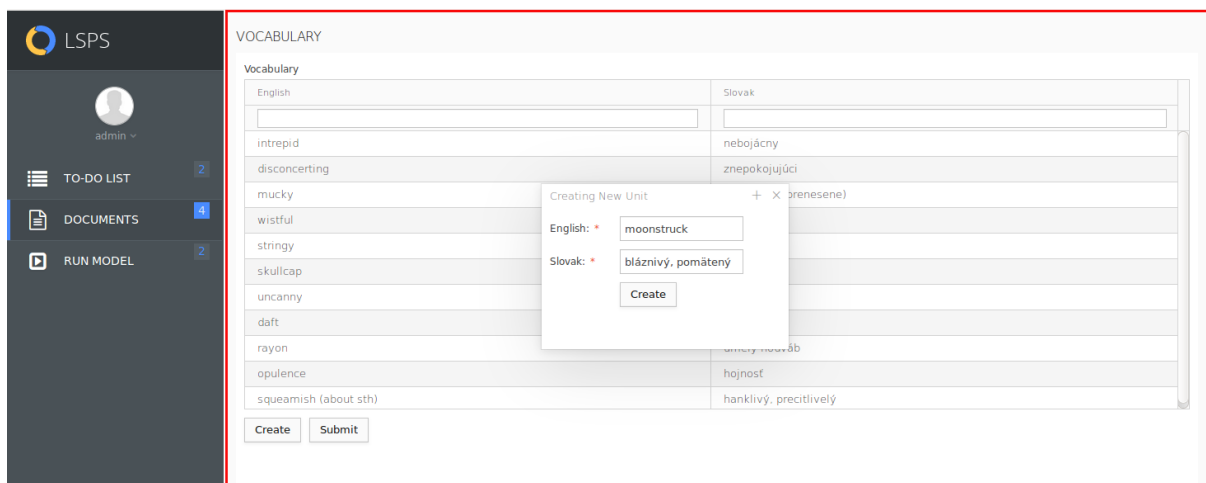 LSPS
admin
TO-DO LIST 2
DOCUMENTS 4
RUN MODEL 2
VOCABULARY
Vocabulary
English Slovak
intrepid nebojácny
disconcerting znepokojujúci
mucky prenesene)
wistful
stringy
skullcap
uncanny
daft
rayon umelý hodváb
opulence hojnosť
squeamish (about sth) hanklivý, precitlivelý
Create Submit
Creating New Unit + ×
English: * moonstruck
Slovak: * bláznivý, pomätený
Create